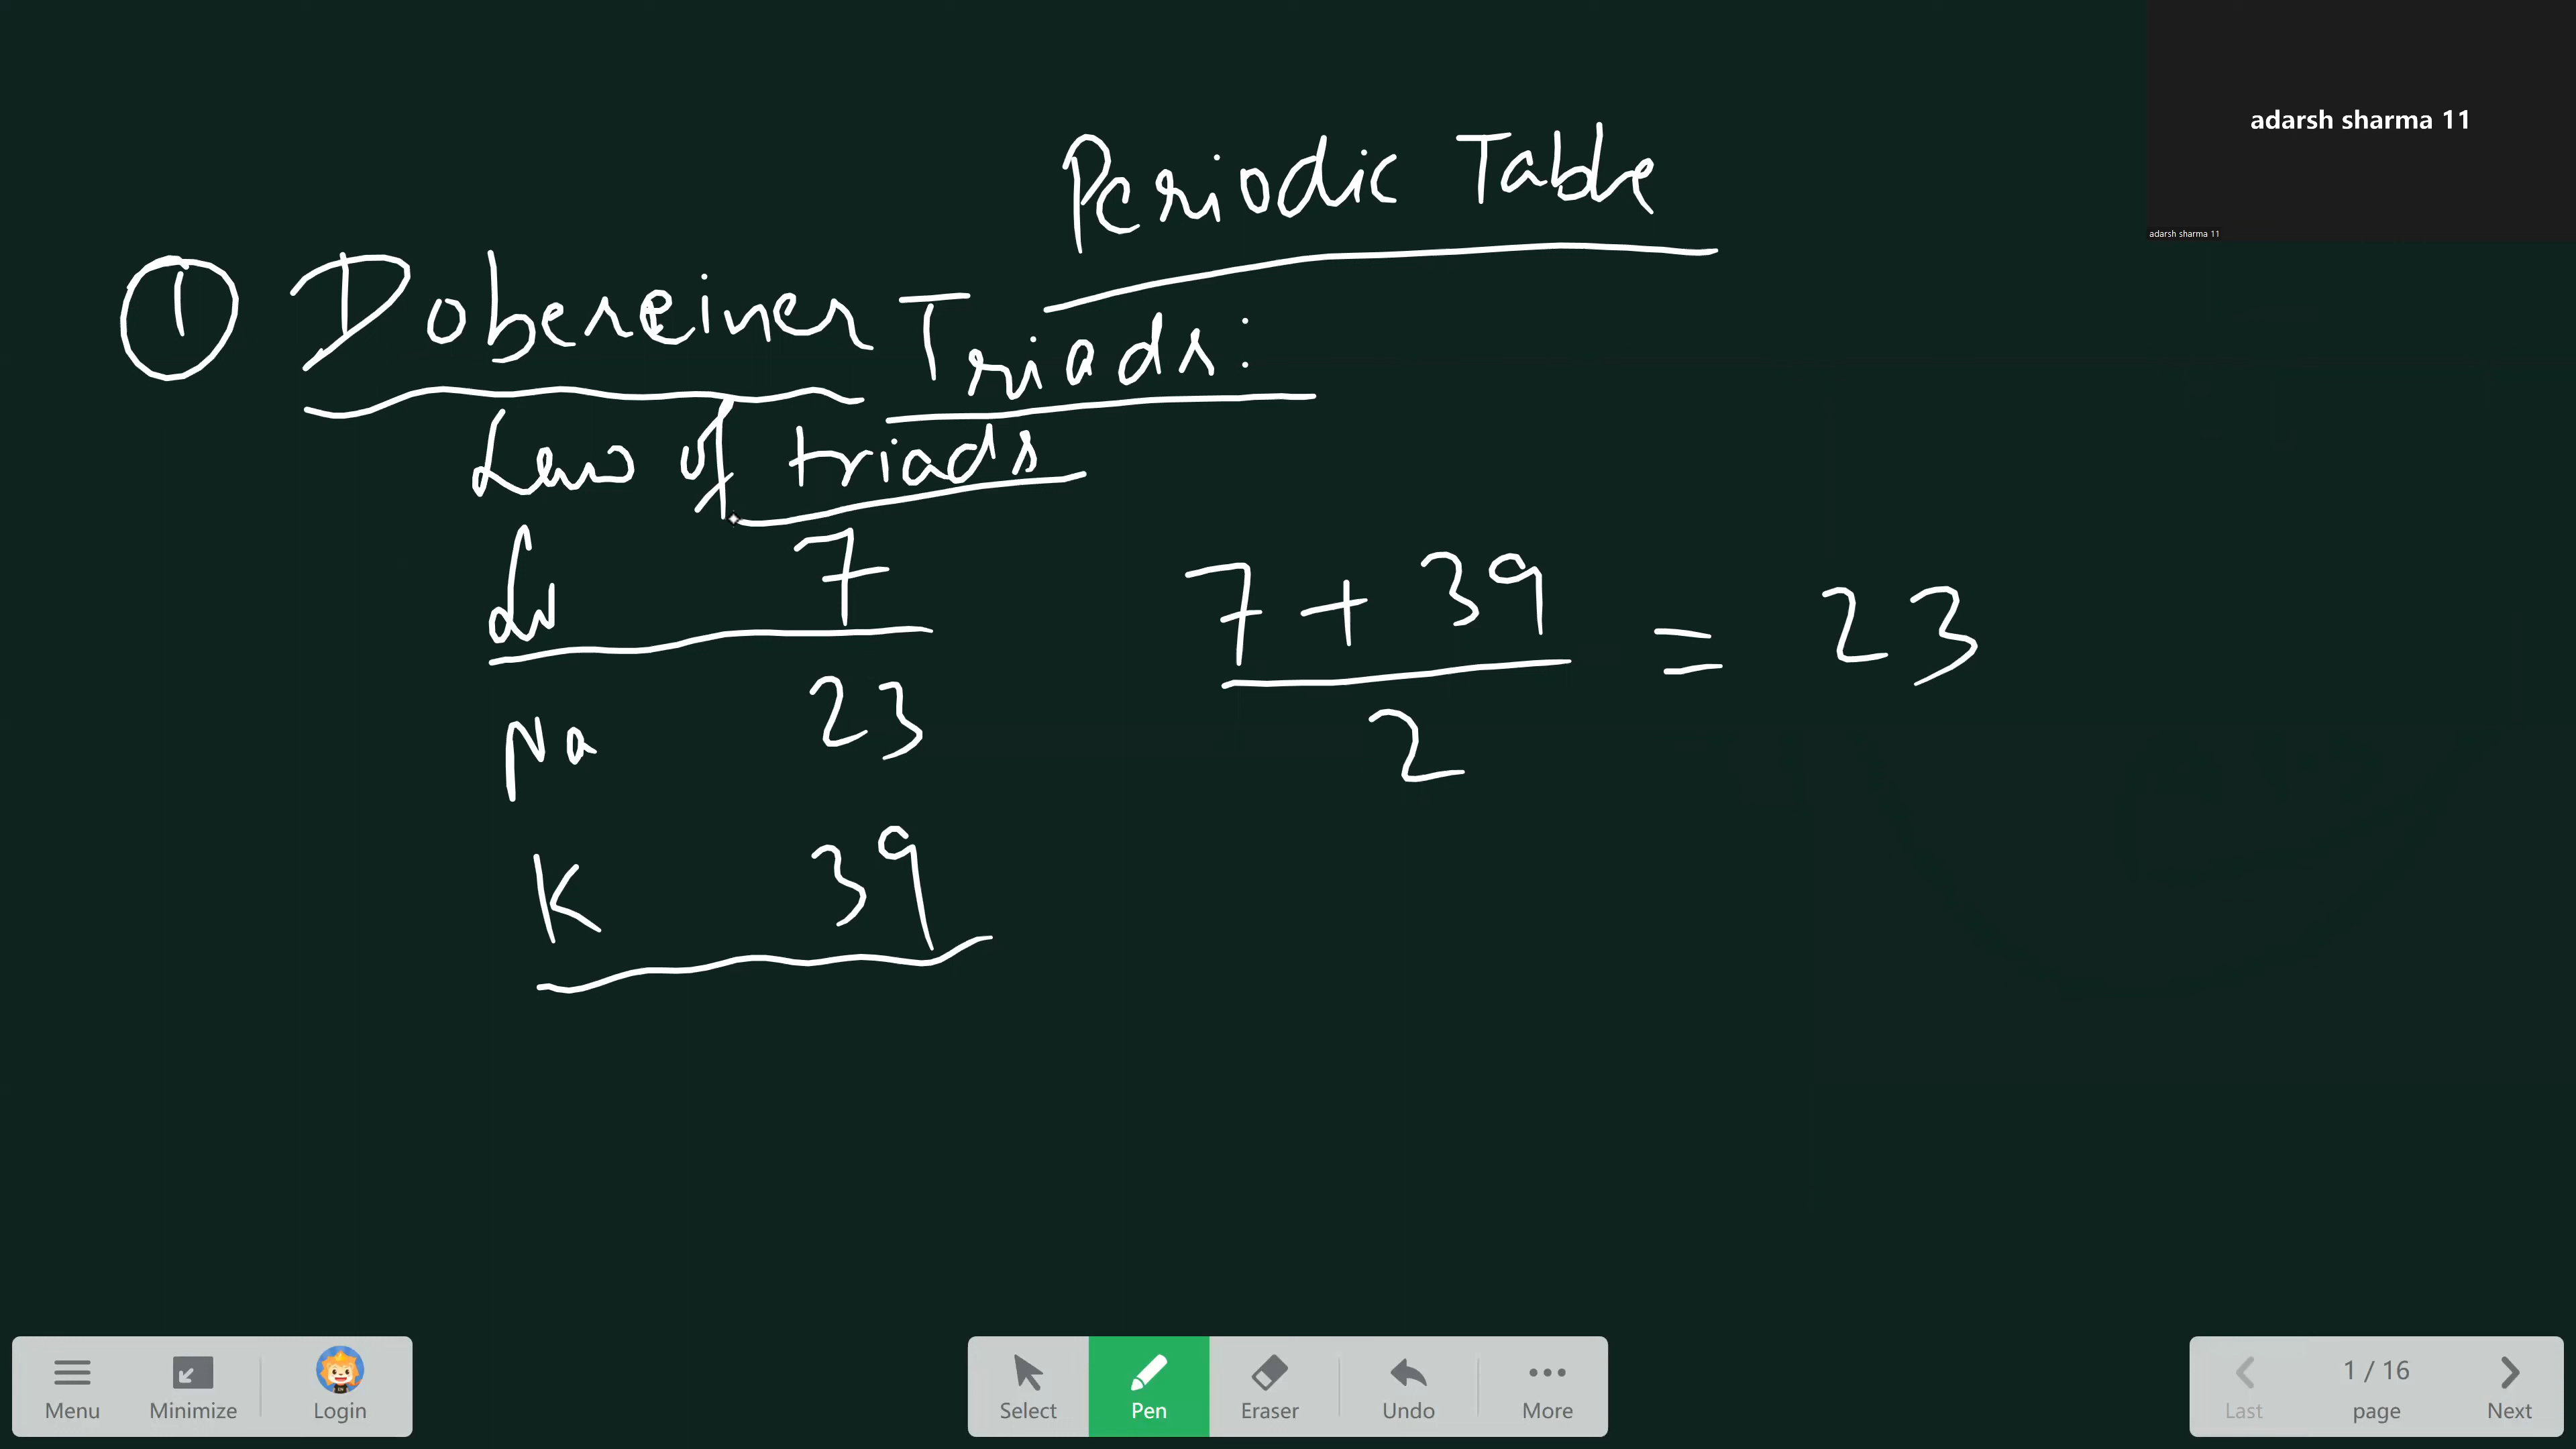 adarsh sharma 11
adarsh sharma 11
Periodic Table
① Dobereiner Triads:
Law of triads
Li 7
Na 23
K 39
7 + 39
2
= 23
Menu Minimize Login
Select Pen Eraser Undo More
1 / 16
Last page Next